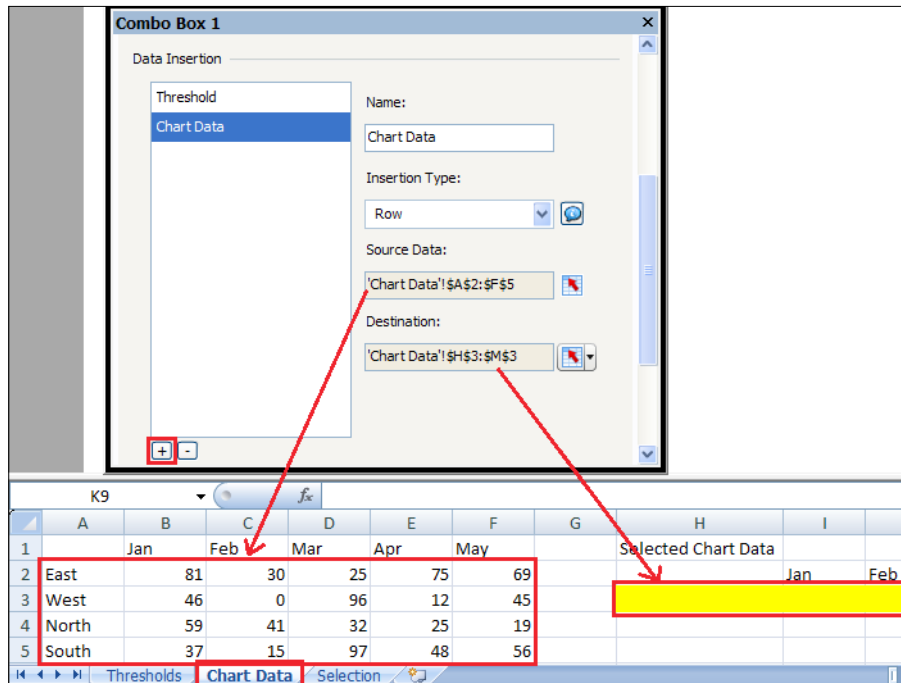 Combo Box 1
Data Insertion
Threshold
Chart Data
Name:
Chart Data
Insertion Type:
Row
Source Data:
'Chart Data'!$A$2:$F$5
Destination:
'Chart Data'!$H$3:$M$3
+ -
K9 fx
A B C D E F G H I
1 Jan Feb Mar Apr May Selected Chart Data
2 East 81 30 25 75 69 Jan Feb
3 West 46 0 96 12 45
4 North 59 41 32 25 19
5 South 37 15 97 48 56
Thresholds Chart Data Selection